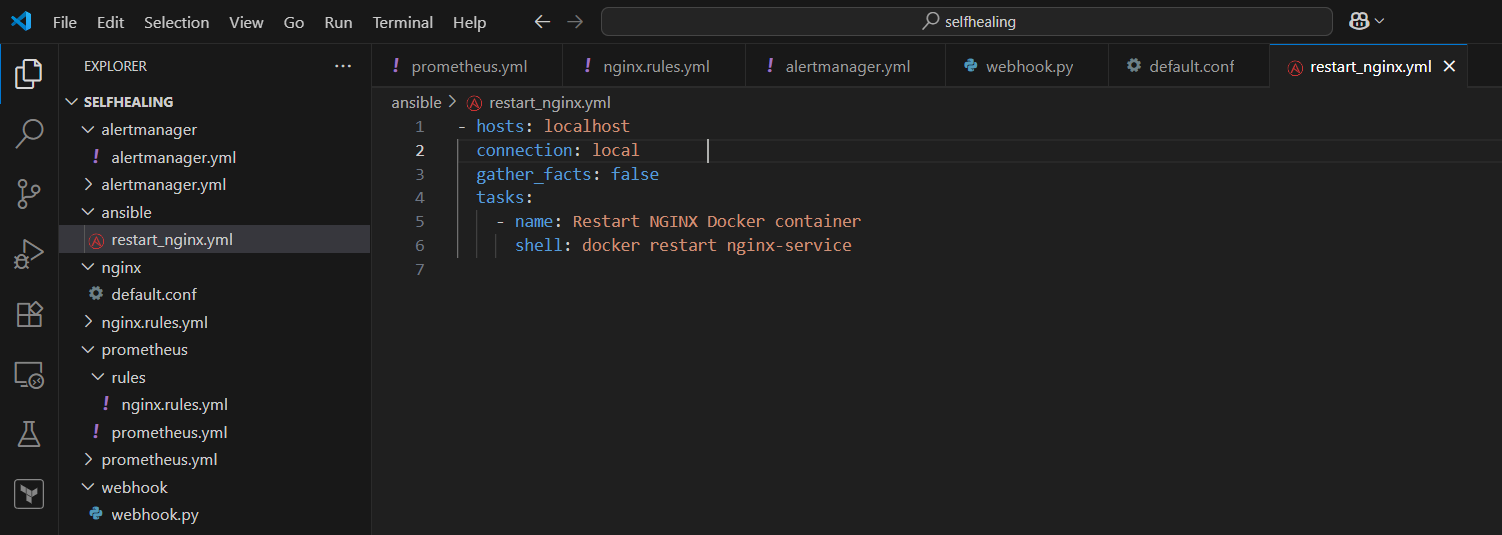 File Edit Selection View Go Run Terminal Help
selfhealing
EXPLORER ···
prometheus.yml nginx.rules.yml alertmanager.yml webhook.py default.conf restart_nginx.yml
SELFHEALING
alertmanager
alertmanager.yml
alertmanager.yml
ansible
restart_nginx.yml
nginx
default.conf
nginx.rules.yml
prometheus
rules
nginx.rules.yml
prometheus.yml
prometheus.yml
webhook
webhook.py
ansible > restart_nginx.yml
1 - hosts: localhost
2 connection: local
3 gather_facts: false
4 tasks:
5 - name: Restart NGINX Docker container
6 shell: docker restart nginx-service
7